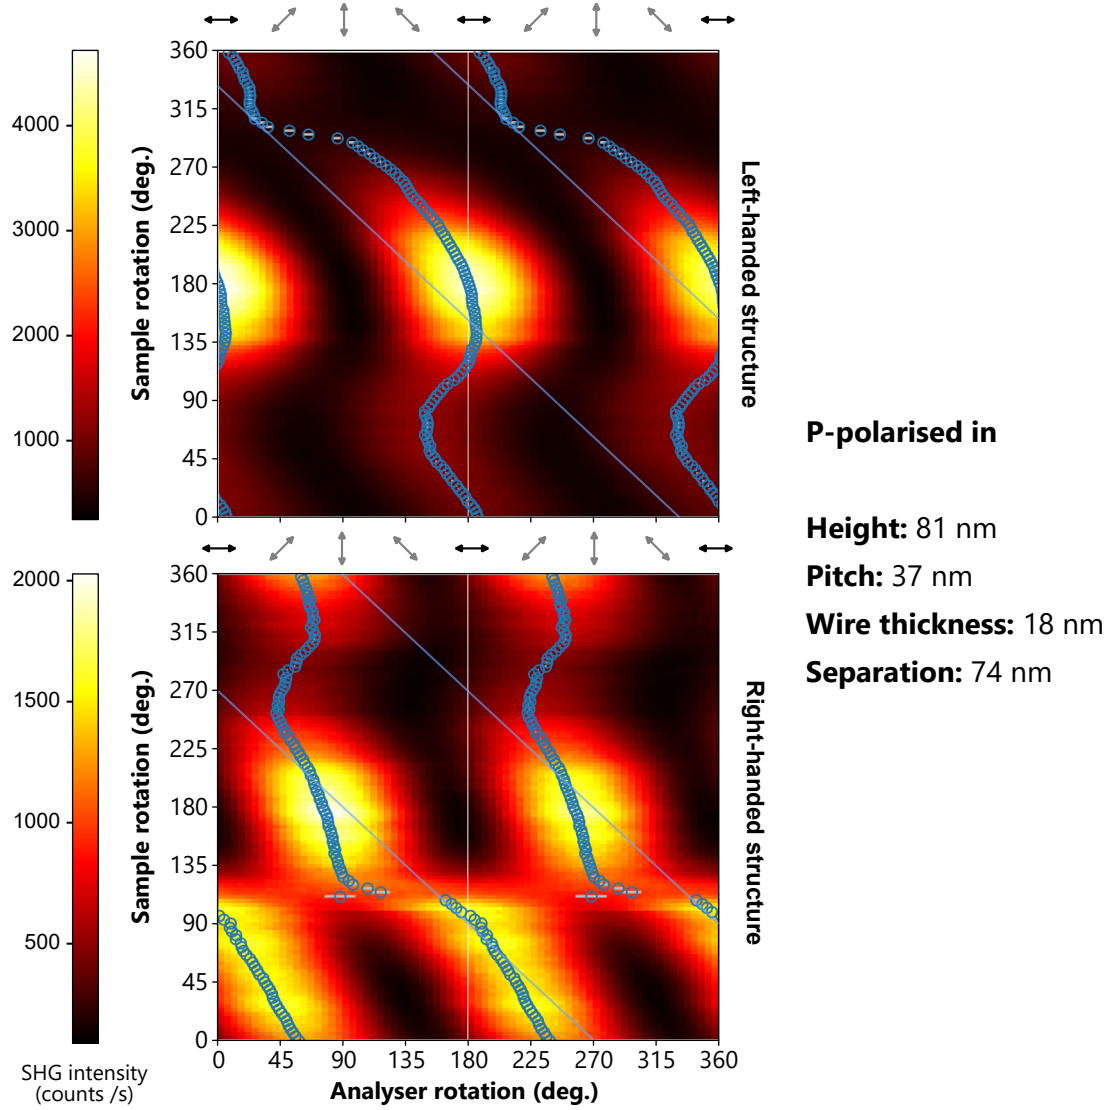 360
315
270
225
180
135
90
45
0
4000
3000
2000
1000
Sample rotation (deg.)
Left-handed structure
P-polarised in
Height: 81 nm
Pitch: 37 nm
Wire thickness: 18 nm
Separation: 74 nm
360
315
270
225
180
135
90
45
0
2000
1500
1000
500
Sample rotation (deg.)
Right-handed structure
0 45 90 135 180 225 270 315 360
Analyser rotation (deg.)
SHG intensity
(counts /s)